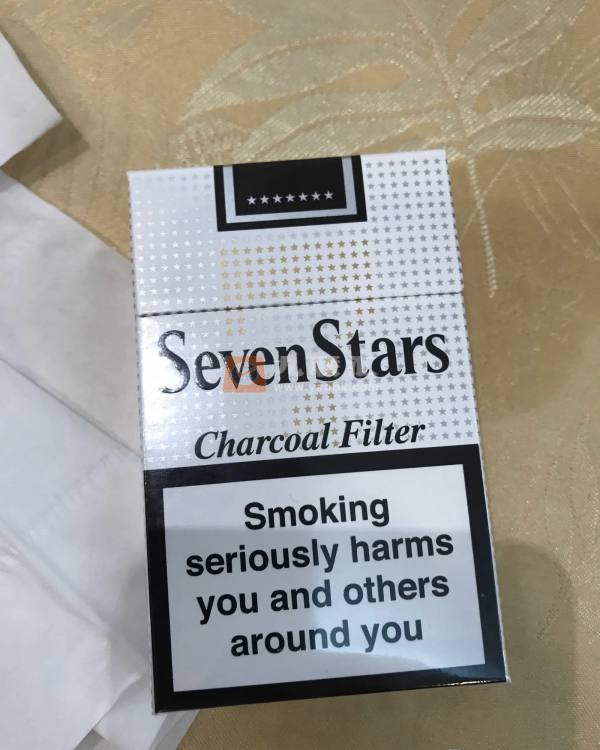 Seven Stars
Charcoal Filter
Smoking
seriously harms
you and others
around you